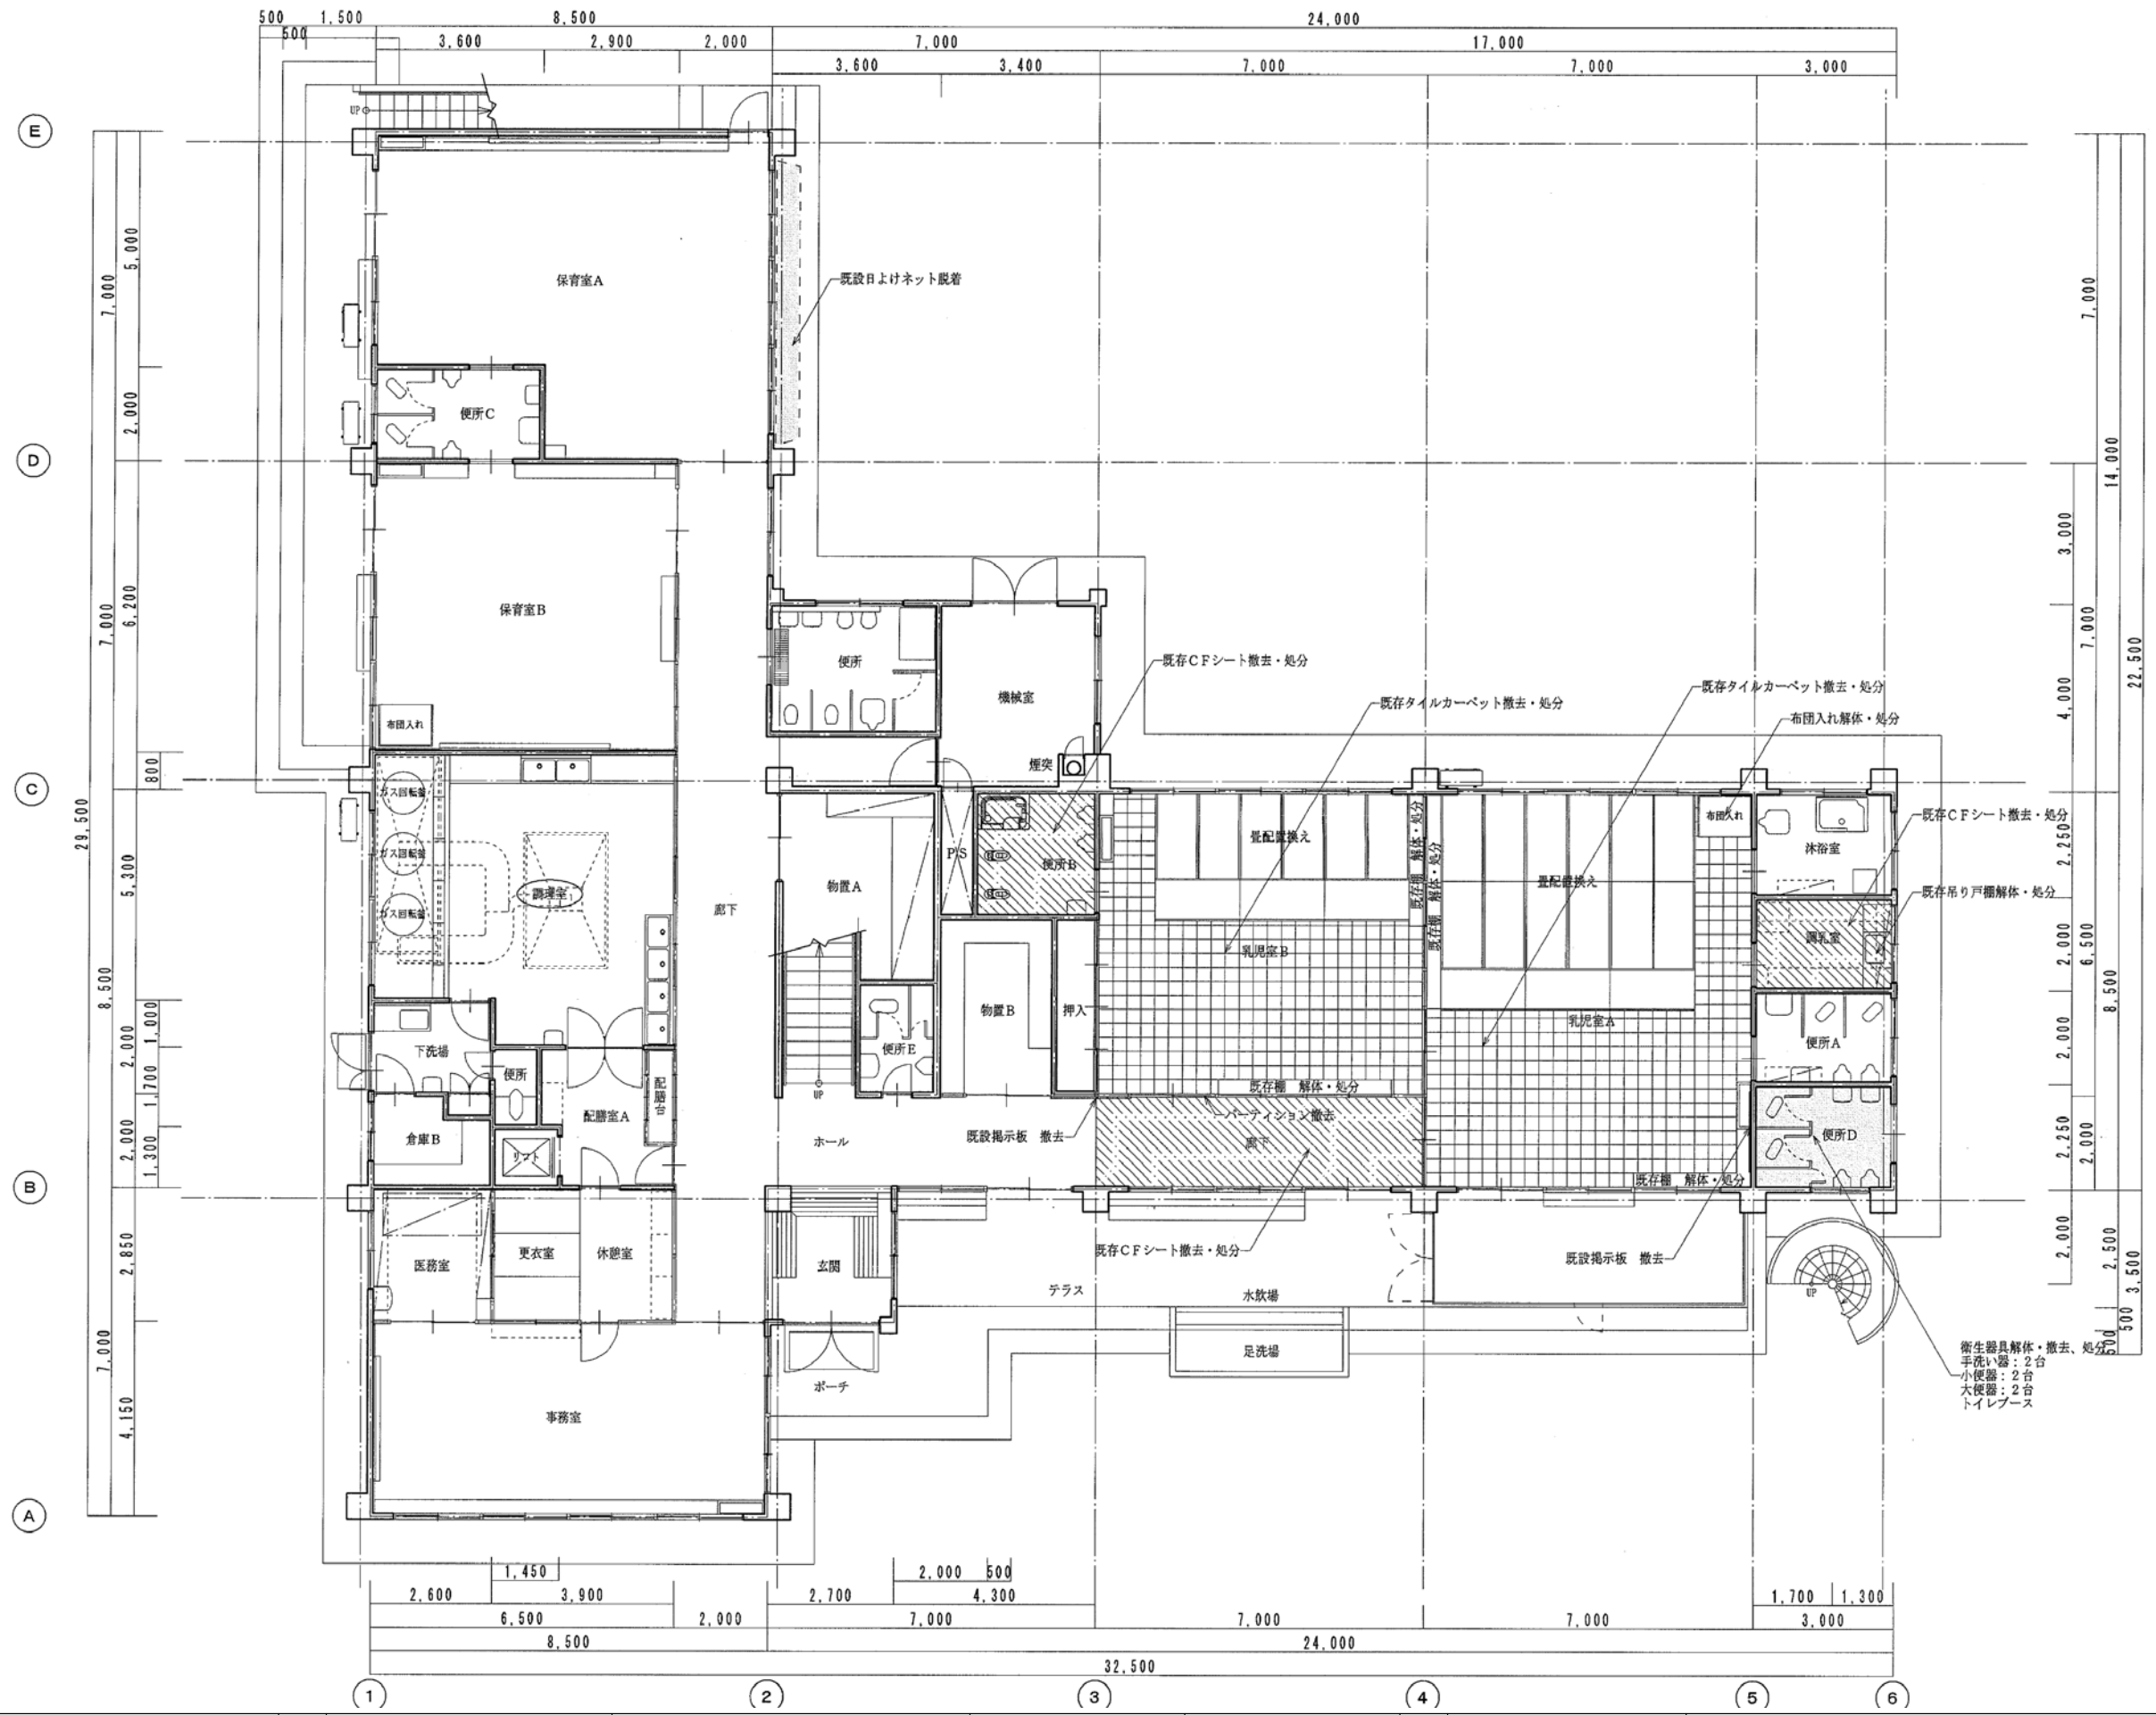 500 1,500 8,500 24,000
500 3,600 2,900 2,000 7,000 17,000
3,600 3,400 7,000 7,000 3,000
UP
E
5,000
7,000
保育室A
既設日よけネット脱着
7,000
2,000
便所C
D
14,000
3,000
6,200
7,000
保育室B
便所
機械室
既存CFシート撤去・処分
既存タイルカーペット撤去・処分
既存タイルカーペット撤去・処分
布団入れ解体・処分
7,000
22,500
4,000
布団入れ
煙突
800
C
29,500
ガス回転釜
ガス回転釜
ガス回転釜
調理室
5,300
廊下
物置A
PS
便所B
畳配置換え
既存棚 解体・処分
既存棚 解体・処分
畳配置換え
布団入れ
沐浴室
既存CFシート撤去・処分
既存吊り戸棚解体・処分
調乳室
2,250
2,000
6,500
8,500
8,500
乳児室B
乳児室A
物置B
押入
便所E
便所A
2,000
1,000
2,000
下洗場
便所
配膳室A
配膳台
UP
1,700
2,000
1,300
倉庫B
リフト
ホール
既設掲示板 撤去
既存棚 解体・処分
パーティション撤去
廊下
既存棚 解体・処分
便所D
2,250
2,000
B
医務室
更衣室
休憩室
玄関
既存CFシート撤去・処分
テラス
水飲場
既設掲示板 撤去
UP
2,000
2,500
3,500
500
500
2,850
7,000
4,150
足洗場
ポーチ
事務室
衛生器具解体・撤去、処分
手洗い器：2台
小便器：2台
大便器：2台
トイレブース
A
1,450 2,000 500
2,600 3,900 2,700 4,300 1,700 1,300
6,500 2,000 7,000 7,000 7,000 3,000
8,500 24,000
32,500
1 2 3 4 5 6